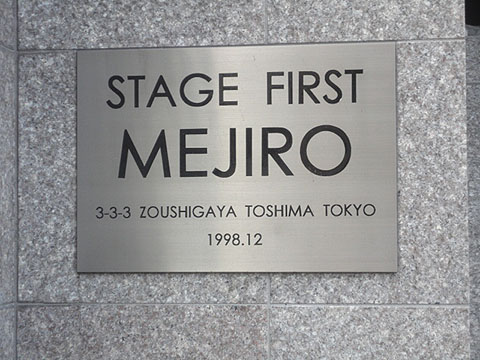 STAGE FIRST
MEJIRO
3-3-3 ZOUSHIGAYA TOSHIMA TOKYO
1998.12